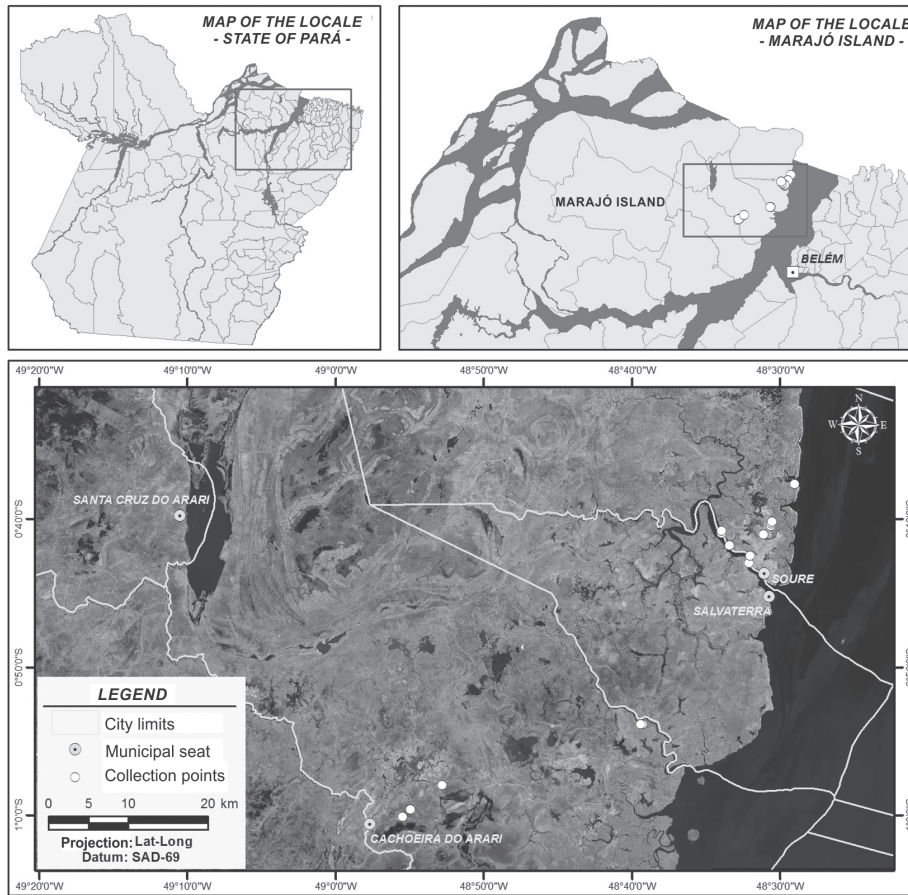 MAP OF THE LOCALE
- STATE OF PARÁ -
MAP OF THE LOCALE
- MARAJÓ ISLAND -
MARAJÓ ISLAND
BELÉM
49°20'0"W 49°10'0"W 49°0'0"W 48°50'0"W 48°40'0"W 48°30'0"W
N
W E
S
SANTA CRUZ DO ARARI
0°40'0"S
SOURE
SALVATERRA
0°50'0"S
LEGEND
City limits
Municipal seat
Collection points
0 5 10 20 km
Projection: Lat-Long
Datum: SAD-69
1°0'0"S
CACHOEIRA DO ARARI
49°20'0"W 49°10'0"W 49°0'0"W 48°50'0"W 48°40'0"W 48°30'0"W